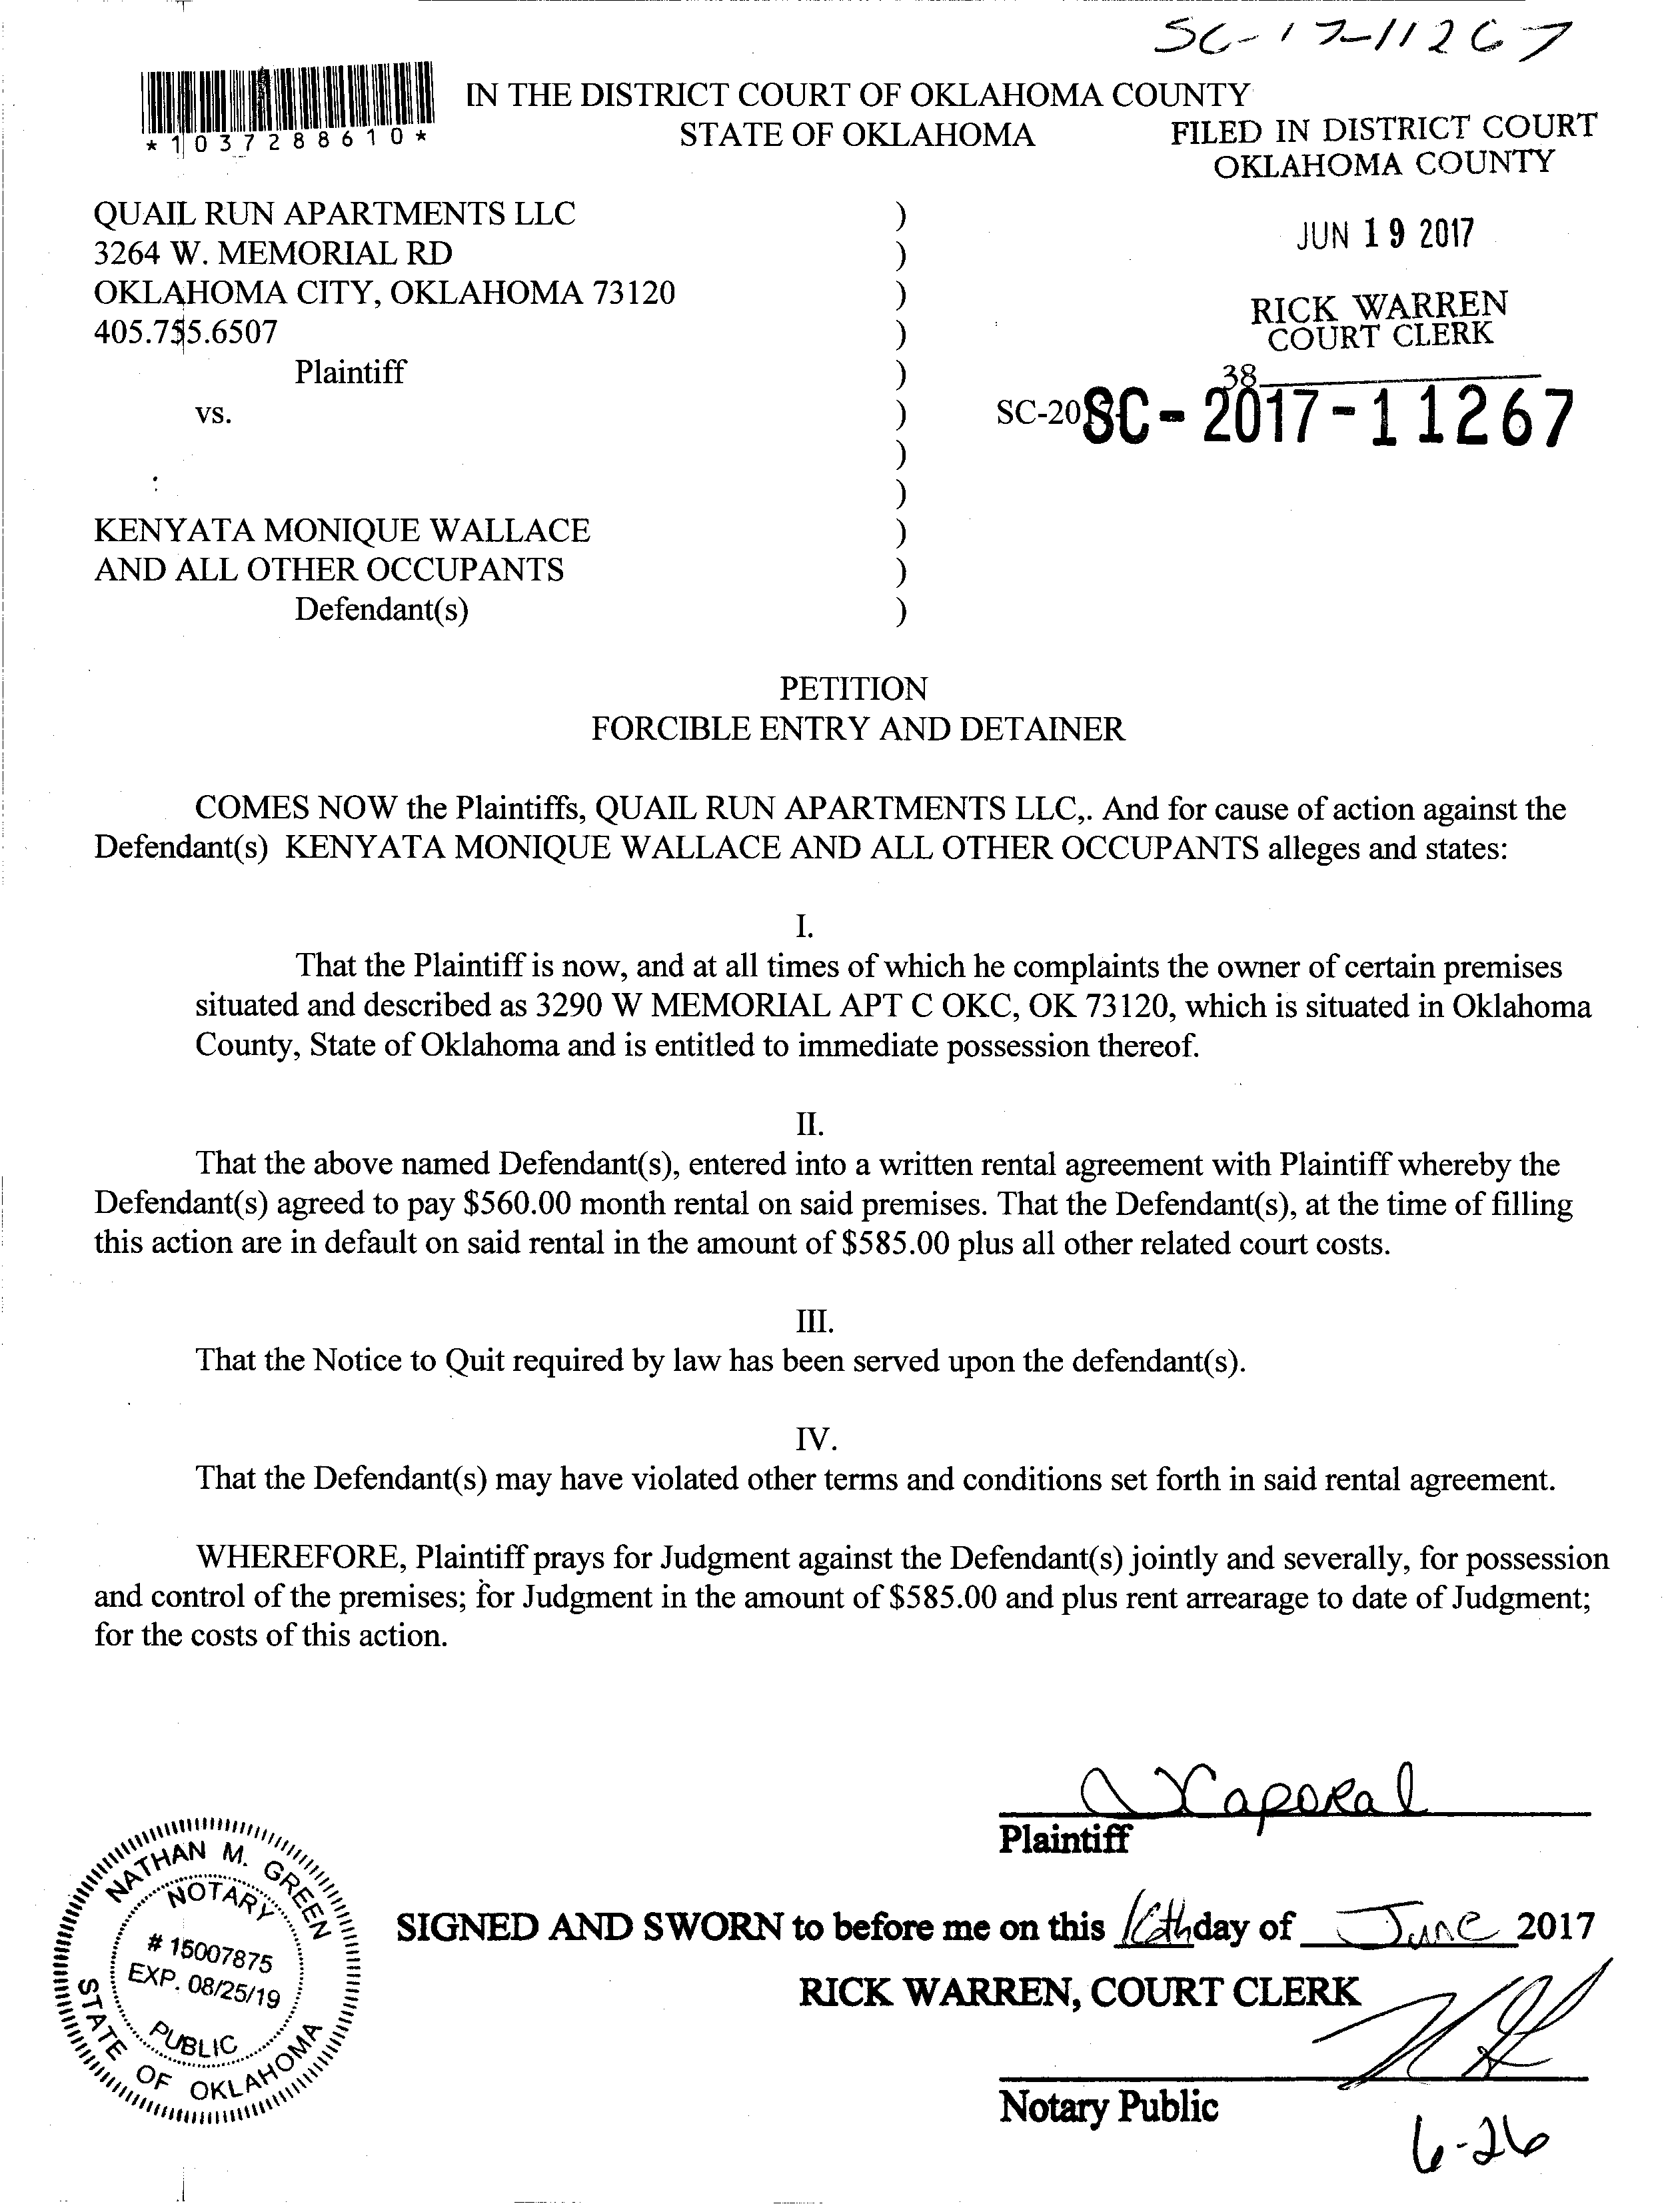 SC-17-11267
IN THE DISTRICT COURT OF OKLAHOMA COUNTY
STATE OF OKLAHOMA
*1037288610*
FILED IN DISTRICT COURT
OKLAHOMA COUNTY
JUN 19 2017
RICK WARREN
COURT CLERK
38
QUAIL RUN APARTMENTS LLC )
3264 W. MEMORIAL RD )
OKLAHOMA CITY, OKLAHOMA 73120 )
405.755.6507 )
Plaintiff )
vs. ) SC-20 SC-2017-11267
)
)
KENYATA MONIQUE WALLACE )
AND ALL OTHER OCCUPANTS )
Defendant(s) )
PETITION
FORCIBLE ENTRY AND DETAINER
COMES NOW the Plaintiffs, QUAIL RUN APARTMENTS LLC,. And for cause of action against the
Defendant(s) KENYATA MONIQUE WALLACE AND ALL OTHER OCCUPANTS alleges and states:
I.
That the Plaintiff is now, and at all times of which he complaints the owner of certain premises
situated and described as 3290 W MEMORIAL APT C OKC, OK 73120, which is situated in Oklahoma
County, State of Oklahoma and is entitled to immediate possession thereof.
II.
That the above named Defendant(s), entered into a written rental agreement with Plaintiff whereby the
Defendant(s) agreed to pay $560.00 month rental on said premises. That the Defendant(s), at the time of filling
this action are in default on said rental in the amount of $585.00 plus all other related court costs.
III.
That the Notice to Quit required by law has been served upon the defendant(s).
IV.
That the Defendant(s) may have violated other terms and conditions set forth in said rental agreement.
WHEREFORE, Plaintiff prays for Judgment against the Defendant(s) jointly and severally, for possession
and control of the premises; for Judgment in the amount of $585.00 and plus rent arrearage to date of Judgment;
for the costs of this action.
Plaintiff
NATHAN M. GREEN
NOTARY
# 15007875
EXP. 08/25/19
PUBLIC
STATE OF OKLAHOMA
SIGNED AND SWORN to before me on this day of June 2017
RICK WARREN, COURT CLERK
Notary Public
6-26